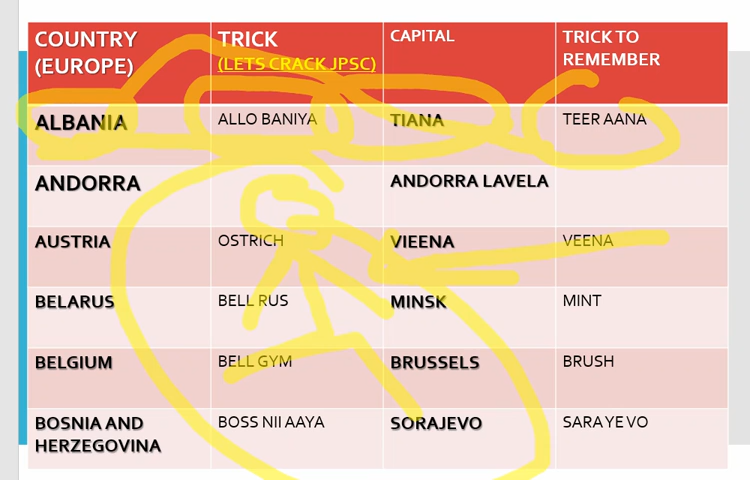 COUNTRY (EUROPE) TRICK (LETS CRACK JPSC) CAPITAL TRICK TO REMEMBER
ALBANIA ALLO BANIYA TIANA TEER AANA
ANDORRA ANDORRA LAVELA
AUSTRIA OSTRICH VIEENA VEENA
BELARUS BELL RUS MINSK MINT
BELGIUM BELL GYM BRUSSELS BRUSH
BOSNIA AND HERZEGOVINA BOSS NII AAYA SORAJEVO SARA YE VO